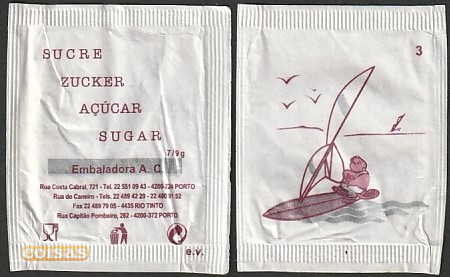 SUCRE
ZUCKER
AÇÚCAR
SUGAR
7/9g
Embaladora A. C.
Rua Costa Cabral, 721 - Tel. 22 551 09 43 - 4200-224 PORTO
Rua do Cameiro - Tels. 22 489 42 29 - 22 480 91 52
Fax 22 489 79 05 - 4435 RIO TINTO
Rua Capitão Pombeiro, 262 - 4200-372 PORTO
e.v.
coisas
3